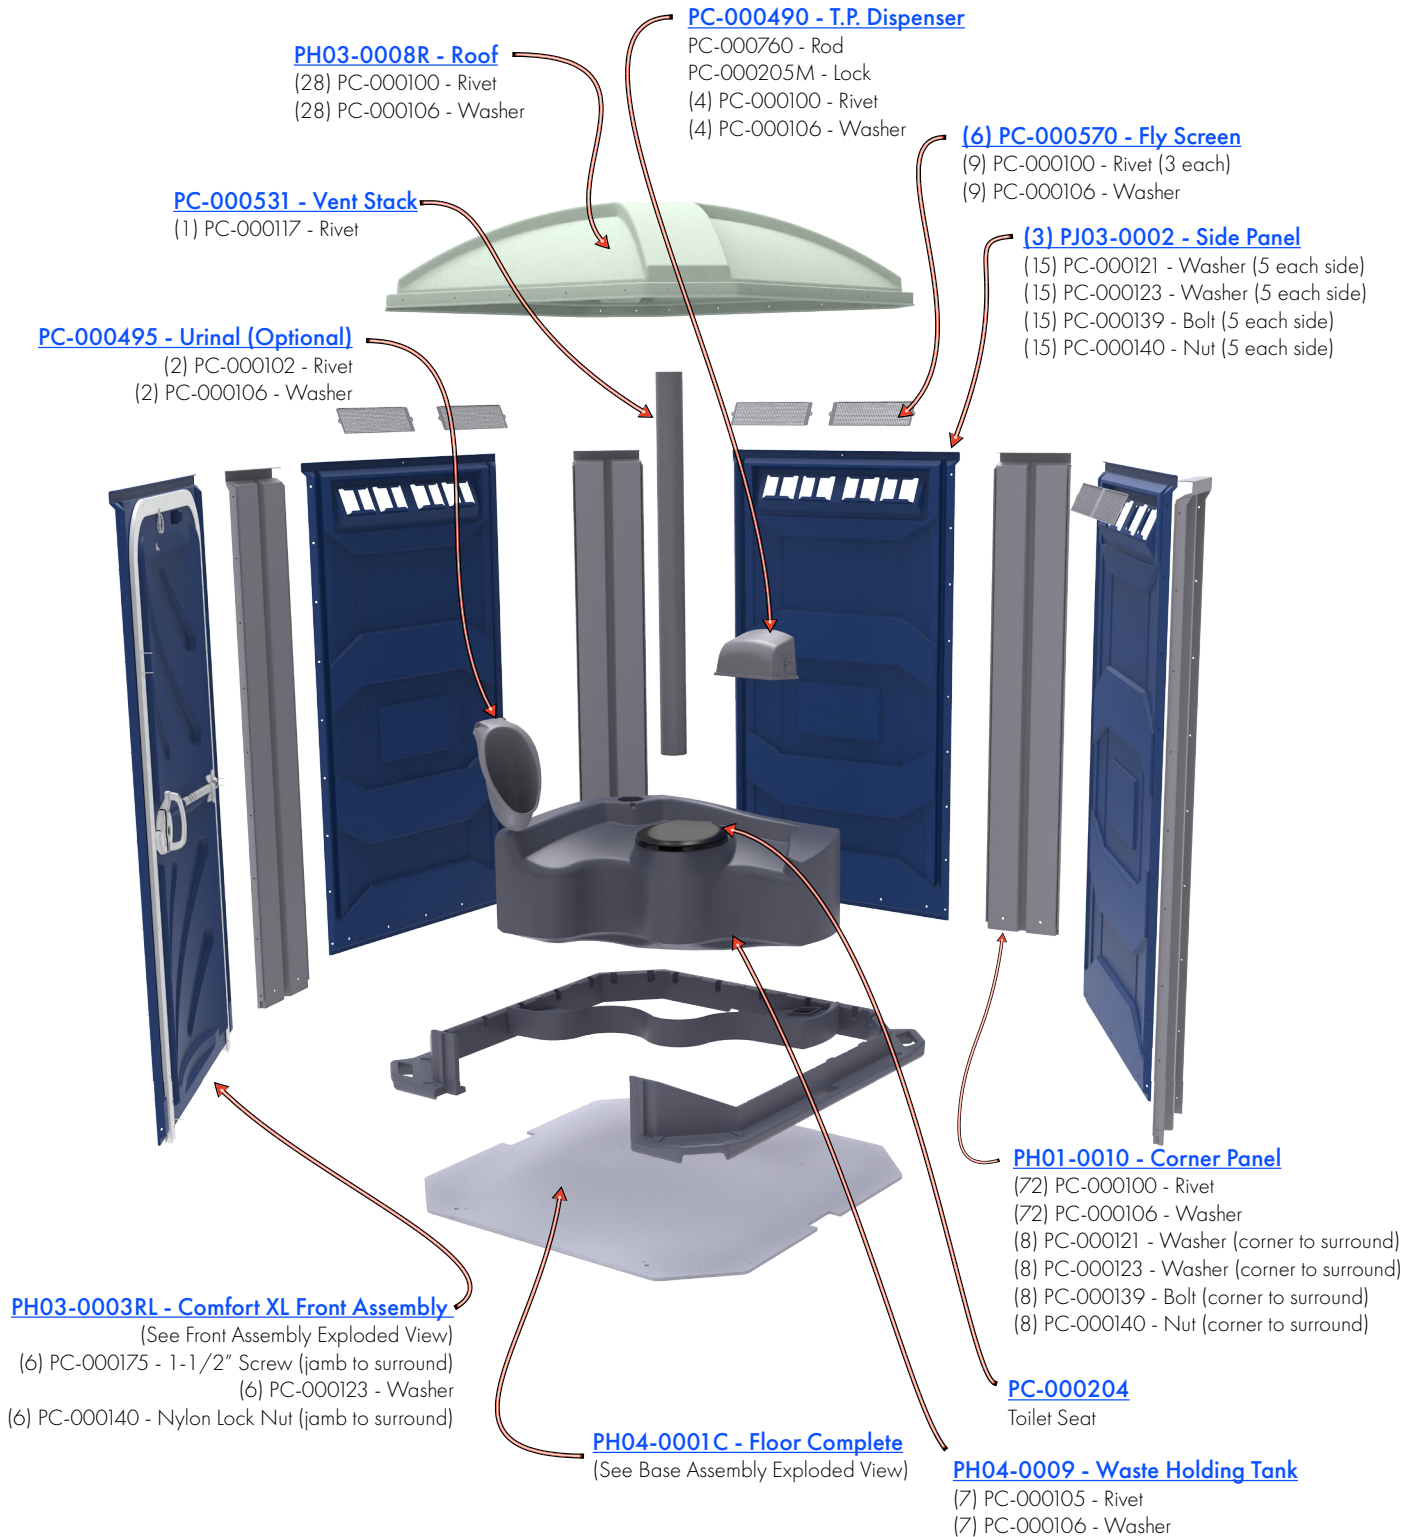 PC-000490 - T.P. Dispenser
PC-000760 - Rod
PC-000205M - Lock
(4) PC-000100 - Rivet
(4) PC-000106 - Washer
PH03-0008R - Roof
(28) PC-000100 - Rivet
(28) PC-000106 - Washer
(6) PC-000570 - Fly Screen
(9) PC-000100 - Rivet (3 each)
(9) PC-000106 - Washer
PC-000531 - Vent Stack
(1) PC-000117 - Rivet
(3) PJ03-0002 - Side Panel
(15) PC-000121 - Washer (5 each side)
(15) PC-000123 - Washer (5 each side)
(15) PC-000139 - Bolt (5 each side)
(15) PC-000140 - Nut (5 each side)
PC-000495 - Urinal (Optional)
(2) PC-000102 - Rivet
(2) PC-000106 - Washer
PH01-0010 - Corner Panel
(72) PC-000100 - Rivet
(72) PC-000106 - Washer
(8) PC-000121 - Washer (corner to surround)
(8) PC-000123 - Washer (corner to surround)
(8) PC-000139 - Bolt (corner to surround)
(8) PC-000140 - Nut (corner to surround)
PH03-0003RL - Comfort XL Front Assembly
(See Front Assembly Exploded View)
(6) PC-000175 - 1-1/2” Screw (jamb to surround)
(6) PC-000123 - Washer
(6) PC-000140 - Nylon Lock Nut (jamb to surround)
PC-000204
Toilet Seat
PH04-0001C - Floor Complete
(See Base Assembly Exploded View)
PH04-0009 - Waste Holding Tank
(7) PC-000105 - Rivet
(7) PC-000106 - Washer